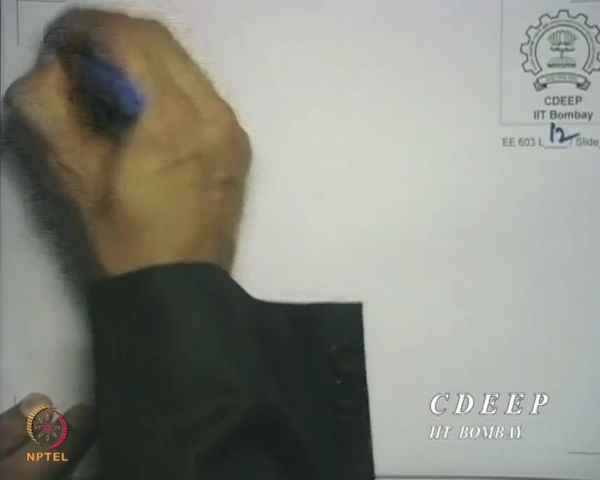 CDEEP
IIT Bombay
EE 603 L 12 / Slide
CDEEP
IIT BOMBAY
NPTEL